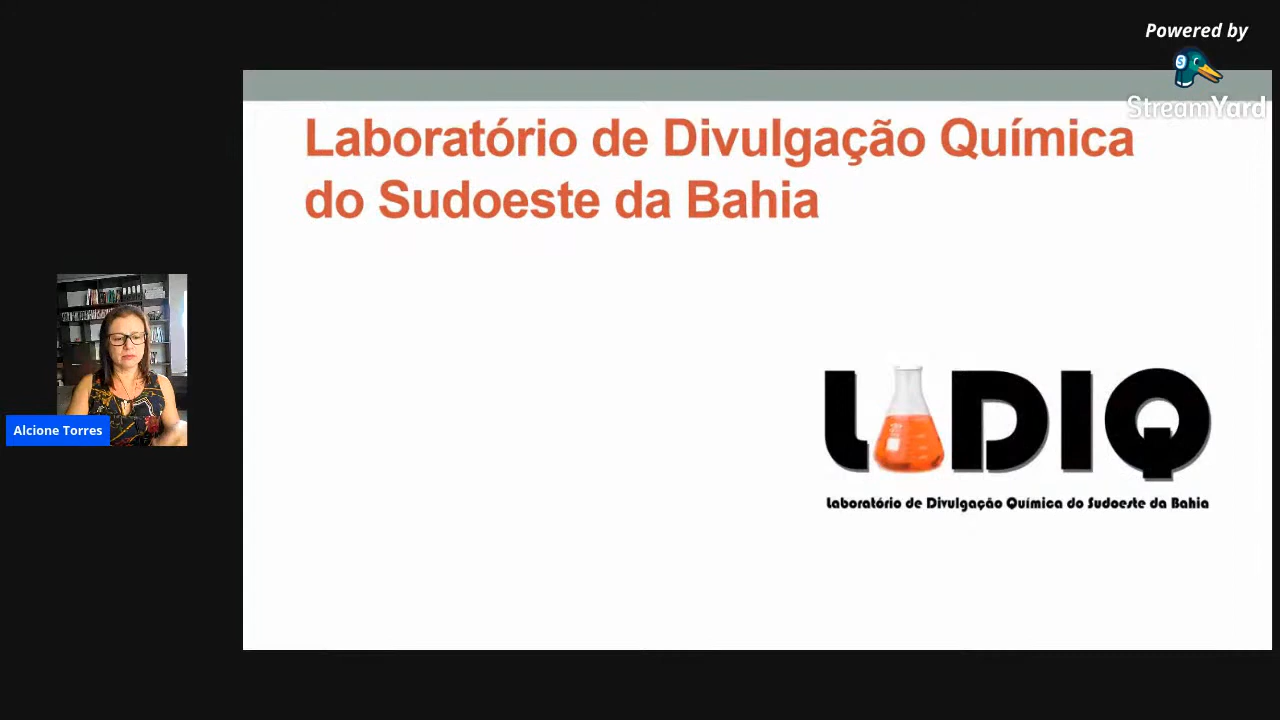 Powered by
StreamYard
Laboratório de Divulgação Química
do Sudoeste da Bahia
Alcione Torres
LADIQ
Laboratório de Divulgação Química do Sudoeste da Bahia